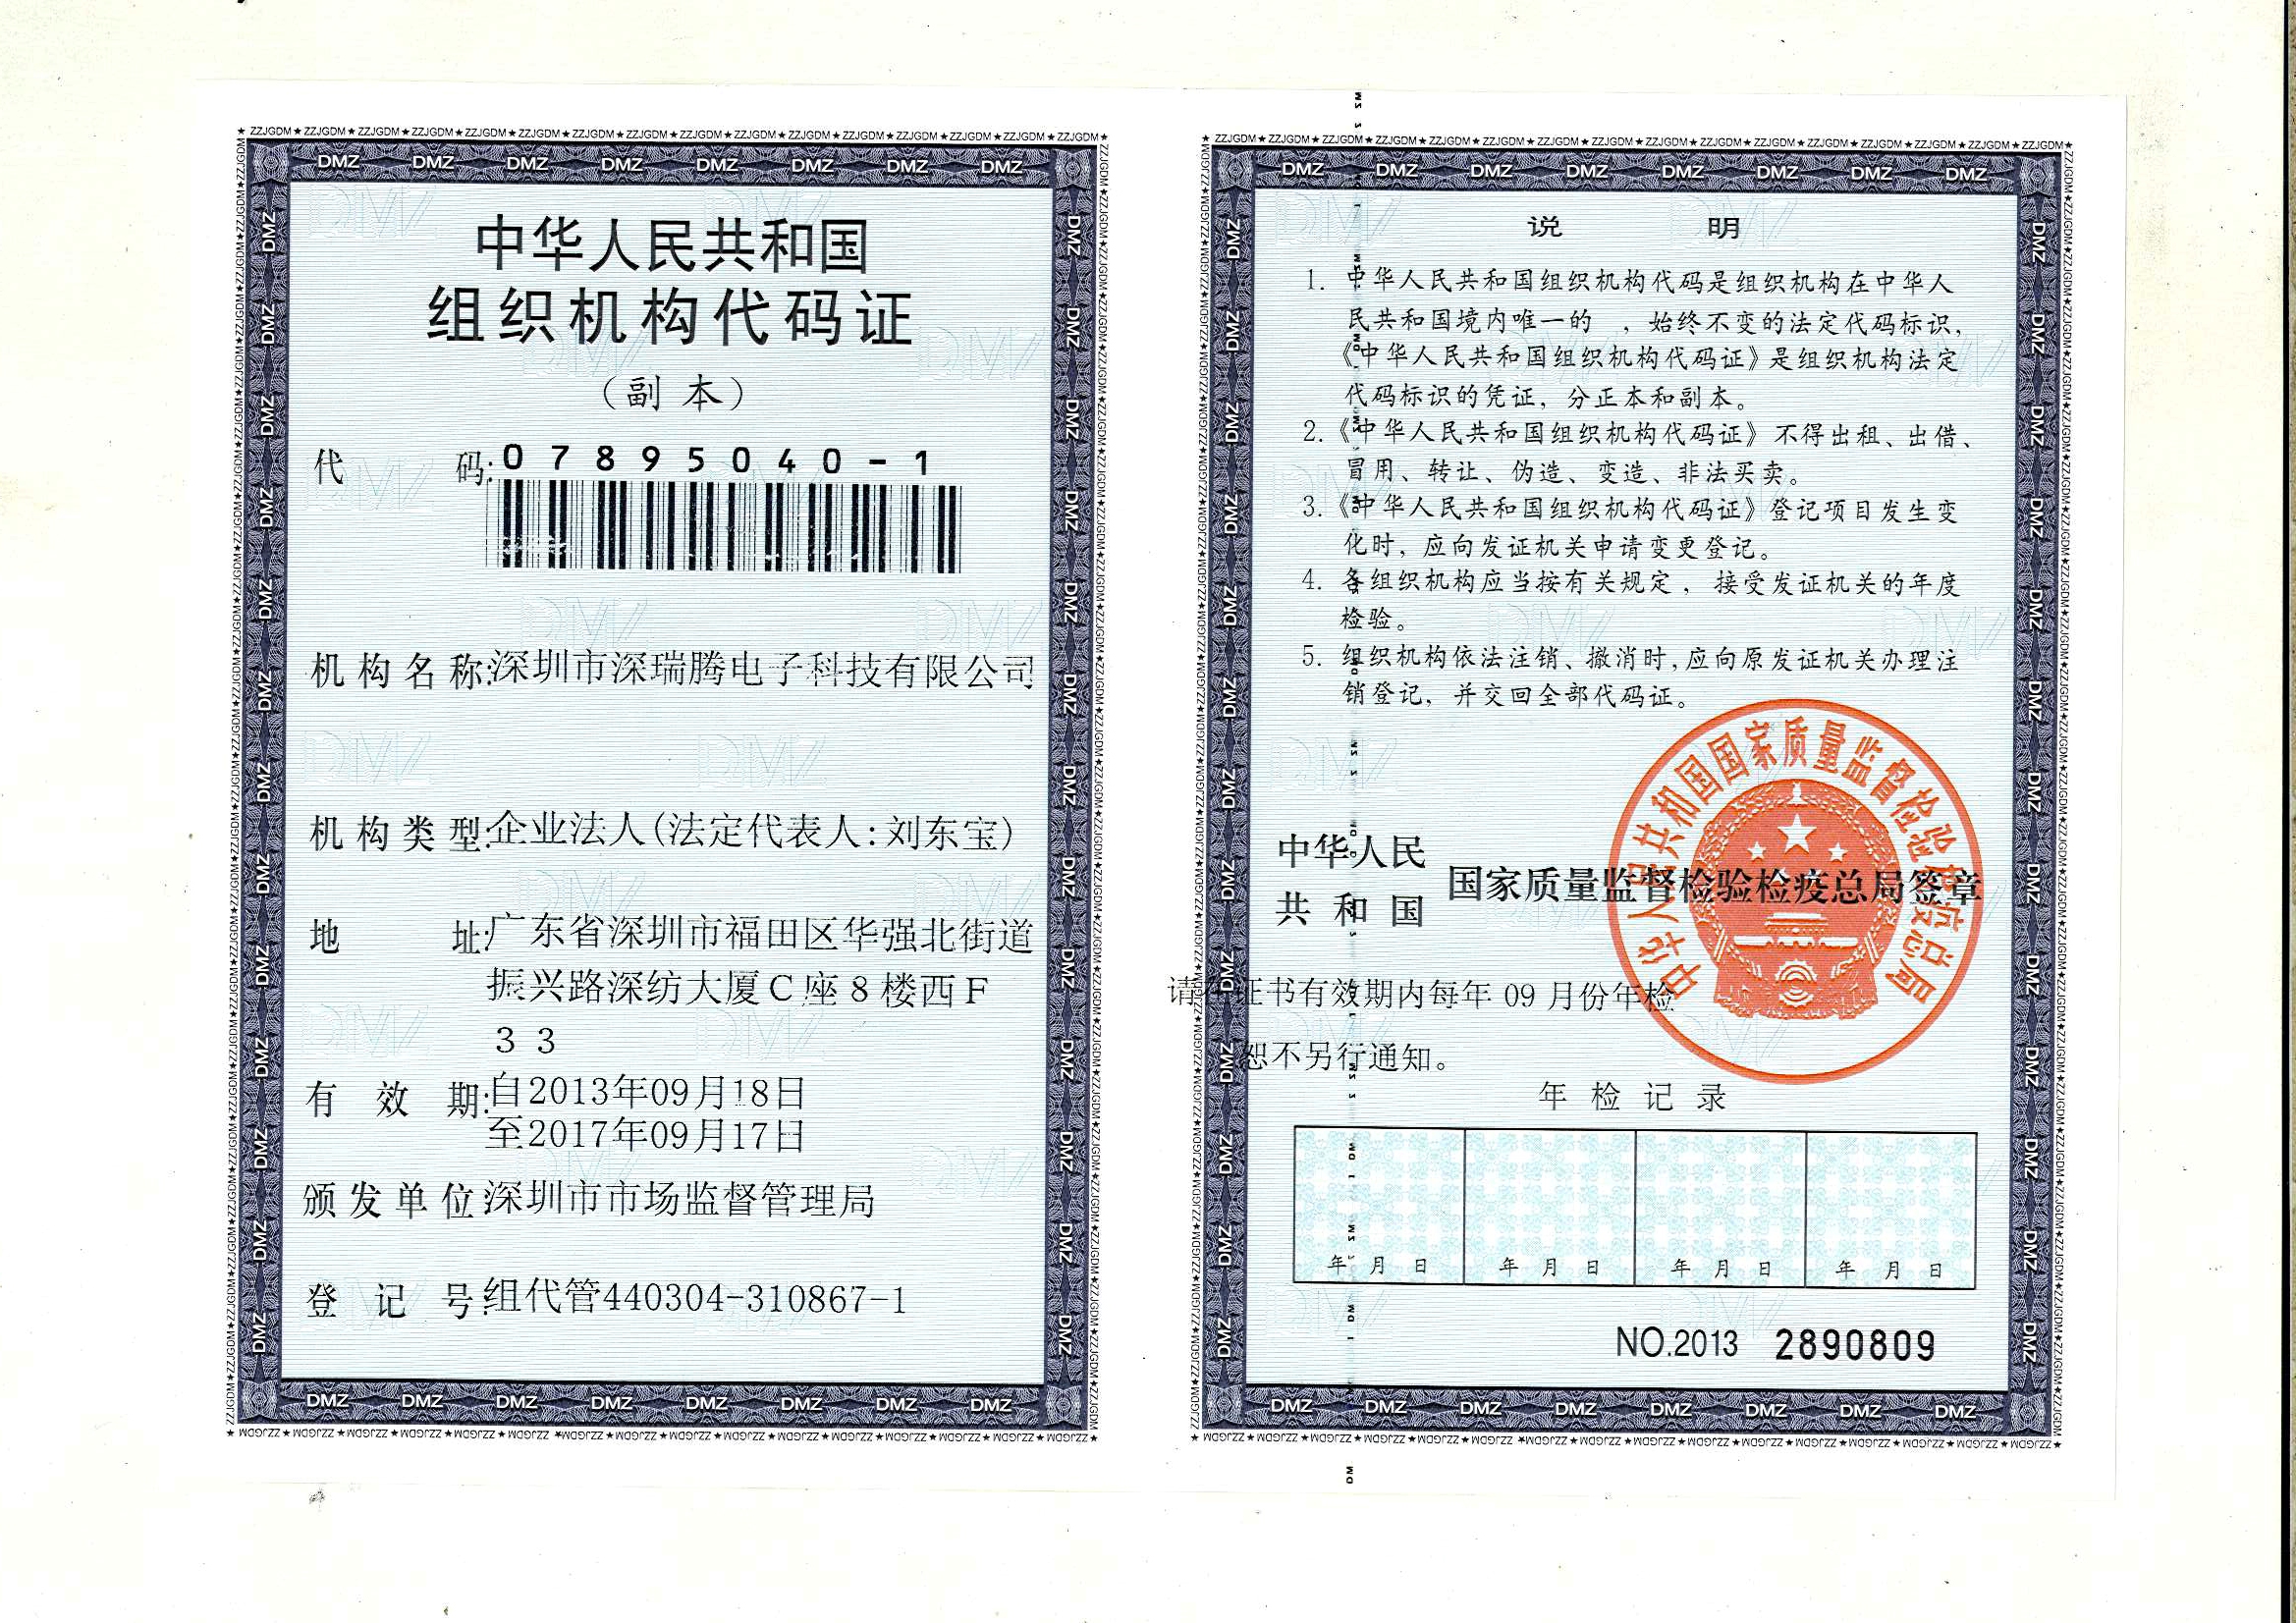 中华人民共和国
组织机构代码证
（副本）
代 码:07895040-1
机构名称:深圳市深瑞腾电子科技有限公司
机构类型:企业法人(法定代表人:刘东宝)
地 址:广东省深圳市福田区华强北街道
振兴路深纺大厦C座8楼西F
33
有 效 期:自2013年09月18日
至2017年09月17日
颁发单位 深圳市市场监督管理局
登 记 号:组代管440304-310867-1
说 明
1. 中华人民共和国组织机构代码是组织机构在中华人
民共和国境内唯一的 ，始终不变的法定代码标识，
《中华人民共和国组织机构代码证》是组织机构法定
代码标识的凭证，分正本和副本。
2.《中华人民共和国组织机构代码证》不得出租、出借、
冒用、转让、伪造、变造、非法买卖。
3.《中华人民共和国组织机构代码证》登记项目发生变
化时，应向发证机关申请变更登记。
4. 各组织机构应当按有关规定，接受发证机关的年度
检验。
5. 组织机构依法注销、撤消时，应向原发证机关办理注
销登记，并交回全部代码证。
中华人民共和国国家质量监督检验检疫总局
中华人民
共和国 国家质量监督检验检疫总局签章
请在证书有效期内每年09月份年检
恕不另行通知。
年检记录
年 月 日 年 月 日 年 月 日 年 月 日
NO.2013 2890809